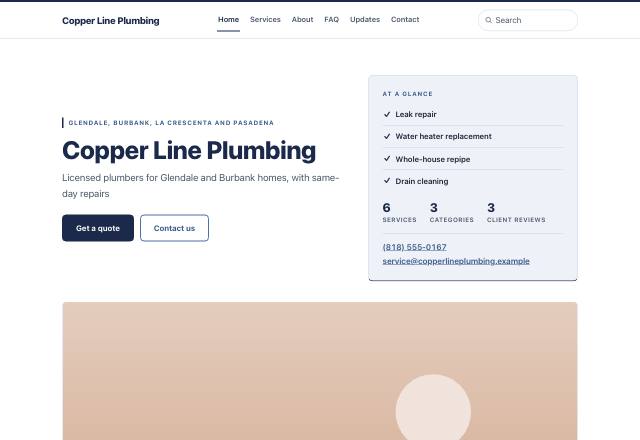 Copper Line Plumbing
Home Services About FAQ Updates Contact
Search
GLENDALE, BURBANK, LA CRESCENTA AND PASADENA
Copper Line Plumbing
Licensed plumbers for Glendale and Burbank homes, with same-
day repairs
Get a quote Contact us
AT A GLANCE
Leak repair
Water heater replacement
Whole-house repipe
Drain cleaning
6 3 3
SERVICES CATEGORIES CLIENT REVIEWS
(818) 555-0167
service@copperlineplumbing.example